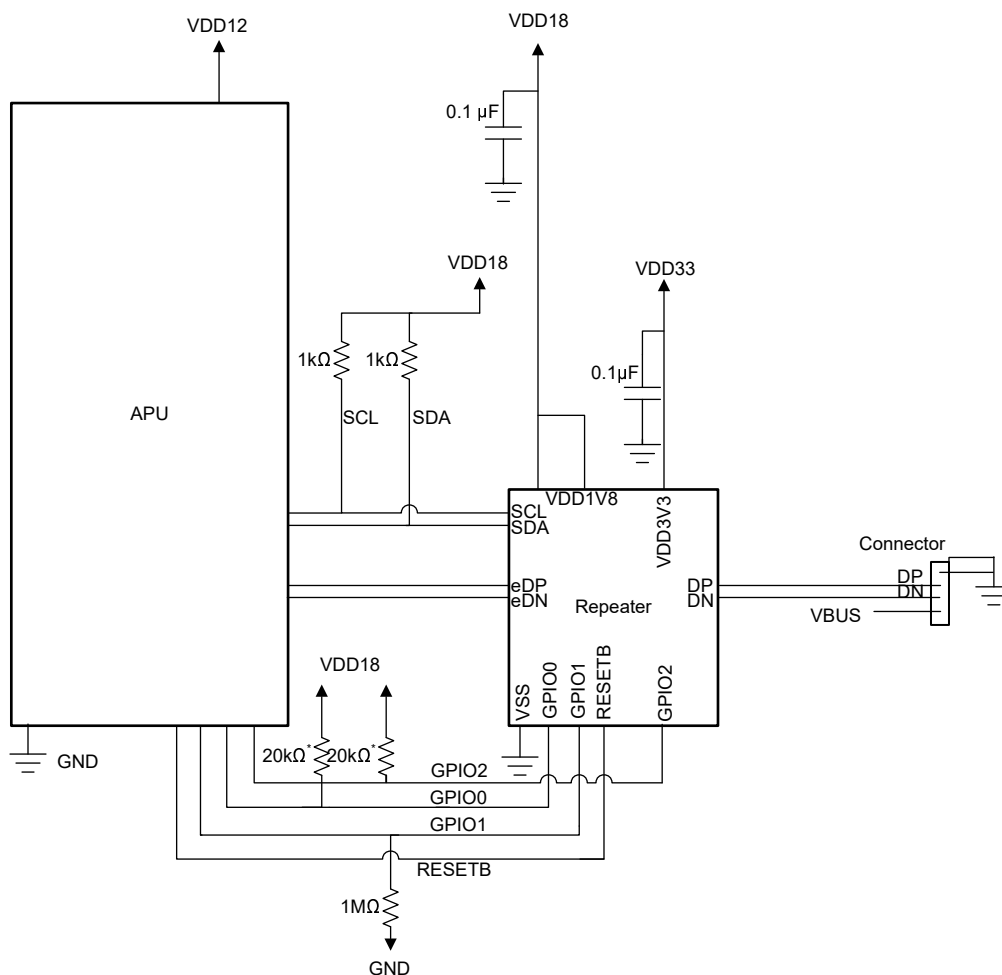 VDD12
VDD18
0.1 µF
VDD18
VDD33
1kΩ
1kΩ
0.1µF
APU
SCL
SDA
VDD1V8
VDD3V3
SCL
SDA
Connector
eDP
eDN
Repeater
DP
DN
DP
DN
VBUS
VDD18
VSS
GPIO0
GPIO1
RESETB
GPIO2
GND
20kΩ*
20kΩ*
GPIO2
GPIO0
GPIO1
RESETB
1MΩ
GND